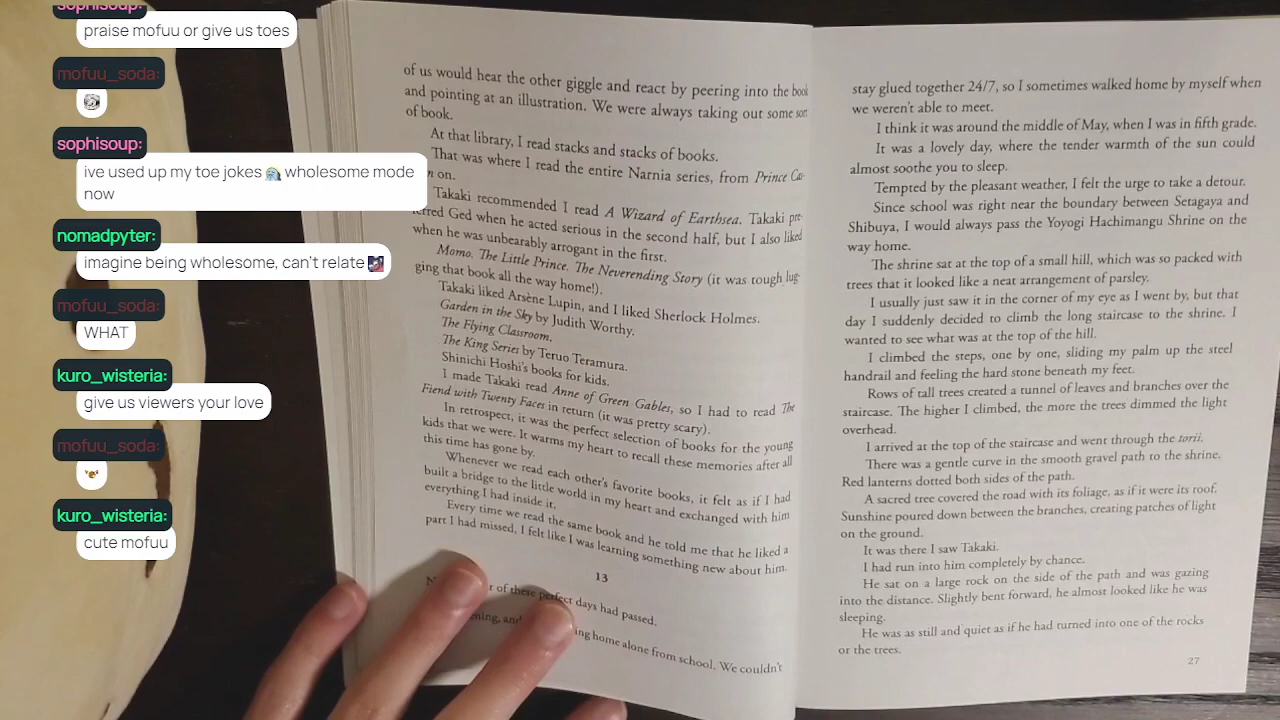 sophisoup:
praise mofuu or give us toes
mofuu_soda:
sophisoup:
ive used up my toe jokes wholesome mode
now
nomadpyter:
imagine being wholesome, can't relate
mofuu_soda:
WHAT
kuro_wisteria:
give us viewers your love
mofuu_soda:
kuro_wisteria:
cute mofuu
of us would hear the other giggle and react by peering into the book
and pointing at an illustration. We were always taking out some sort
of book.
At that library, I read stacks and stacks of books.
That was where I read the entire Narnia series, from Prince Ca-
on.
Takaki recommended I read A Wizard of Earthsea. Takaki pre-
ferred Ged when he acted serious in the second half, but I also liked
when he was unbearably arrogant in the first.
Momo. The Little Prince. The Neverending Story (it was tough lug-
ging that book all the way home!).
Takaki liked Arsène Lupin, and I liked Sherlock Holmes.
Garden in the Sky by Judith Worthy.
The Flying Classroom.
The King Series by Teruo Teramura.
Shinichi Hoshi's books for kids.
I made Takaki read Anne of Green Gables, so I had to read The
Fiend with Twenty Faces in return (it was pretty scary).
In retrospect, it was the perfect selection of books for the young
kids that we were. It warms my heart to recall these memories after all
this time has gone by.
Whenever we read each other's favorite books, it felt as if I had
built a bridge to the little world in my heart and exchanged with him
everything I had inside it.
Every time we read the same book and he told me that he liked a
part I had missed, I felt like I was learning something new about him.
13
of these perfect days had passed.
home alone from school. We couldn't
stay glued together 24/7, so I sometimes walked home by myself when
we weren't able to meet.
I think it was around the middle of May, when I was in fifth grade.
It was a lovely day, where the tender warmth of the sun could
almost soothe you to sleep.
Tempted by the pleasant weather, I felt the urge to take a detour.
Since school was right near the boundary between Setagaya and
Shibuya, I would always pass the Yoyogi Hachimangu Shrine on the
way home.
The shrine sat at the top of a small hill, which was so packed with
trees that it looked like a neat arrangement of parsley.
I usually just saw it in the corner of my eye as I went by, but that
day I suddenly decided to climb the long staircase to the shrine. I
wanted to see what was at the top of the hill.
I climbed the steps, one by one, sliding my palm up the steel
handrail and feeling the hard stone beneath my feet.
Rows of tall trees created a tunnel of leaves and branches over the
staircase. The higher I climbed, the more the trees dimmed the light
overhead.
I arrived at the top of the staircase and went through the torii.
There was a gentle curve in the smooth gravel path to the shrine.
Red lanterns dotted both sides of the path.
A sacred tree covered the road with its foliage, as if it were its roof.
Sunshine poured down between the branches, creating patches of light
on the ground.
It was there I saw Takaki.
I had run into him completely by chance.
He sat on a large rock on the side of the path and was gazing
into the distance. Slightly bent forward, he almost looked like he was
sleeping.
He was as still and quiet as if he had turned into one of the rocks
or the trees.
27